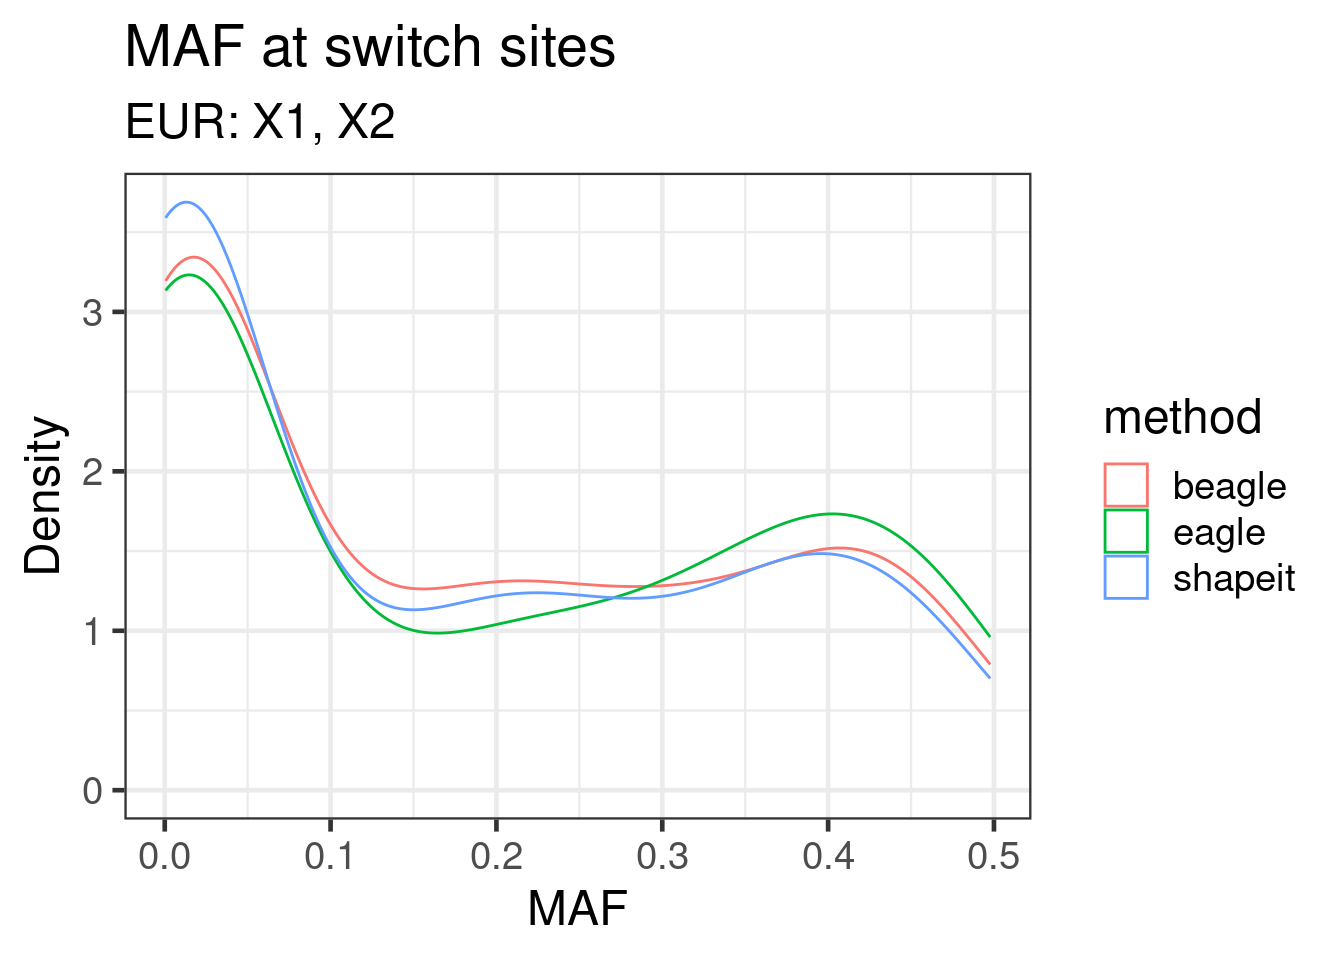 MAF at switch sites
EUR: X1, X2
Density
3
2
1
0
0.0 0.1 0.2 0.3 0.4 0.5
MAF
method
beagle
eagle
shapeit